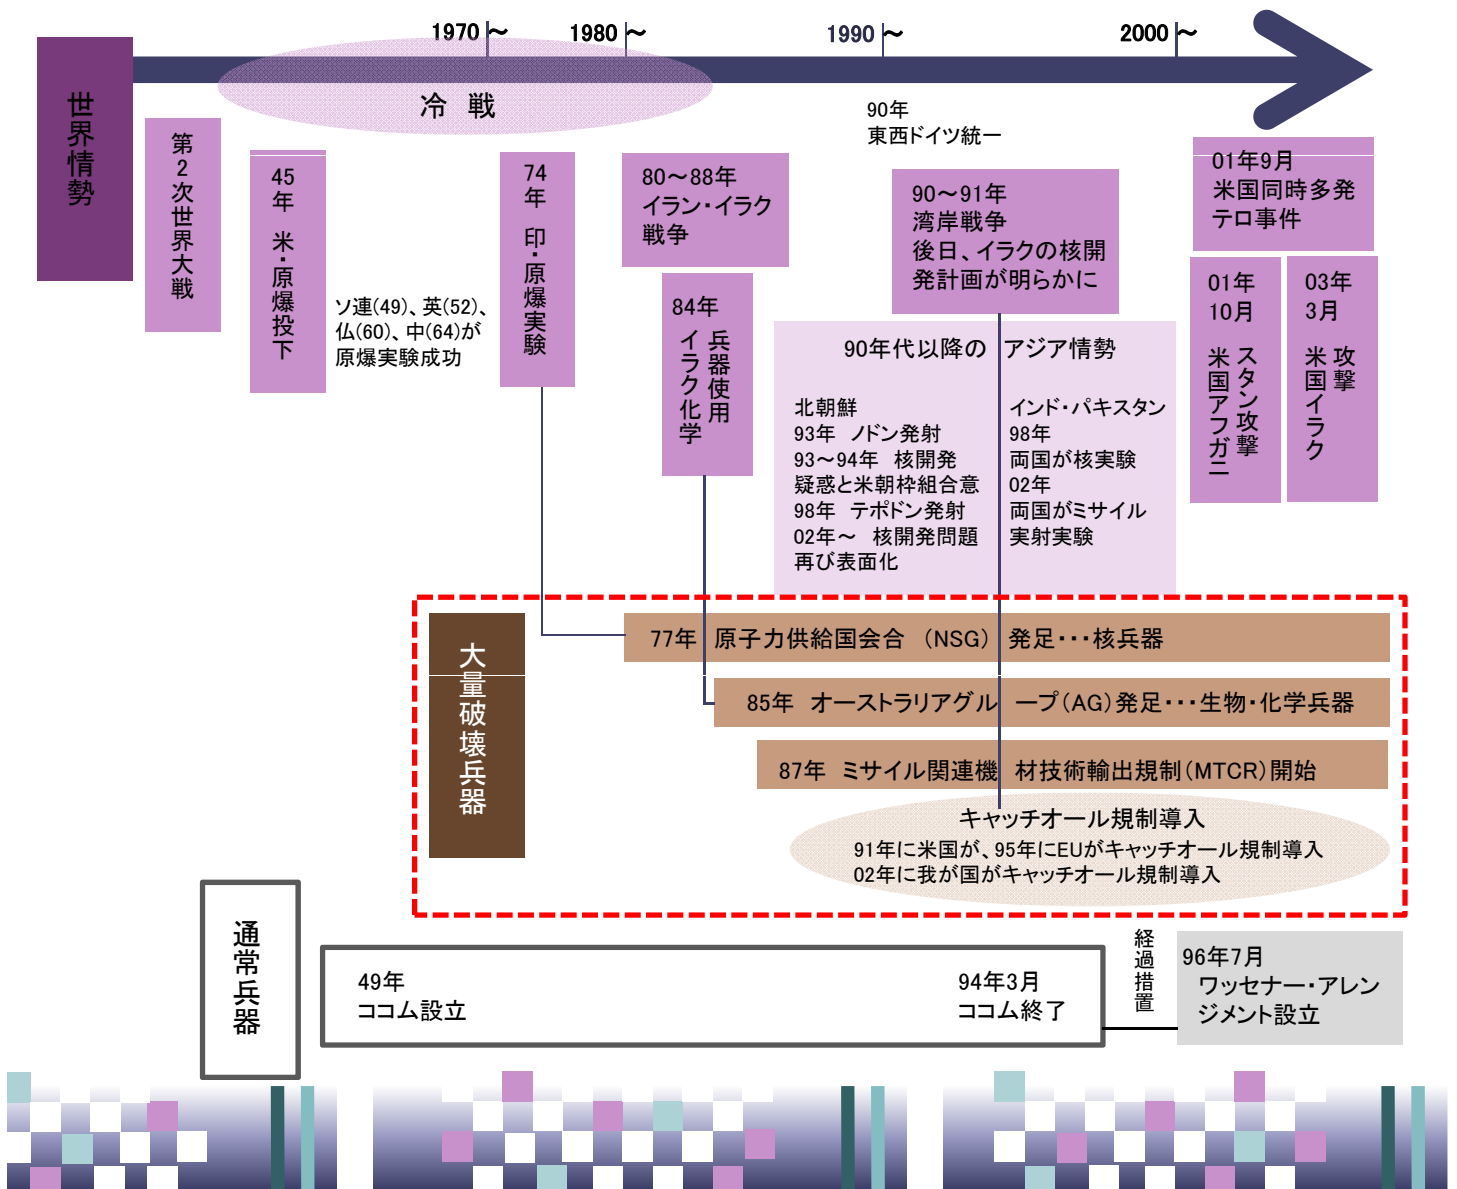 1970～
1980～
1990～
2000～
世界情勢
冷 戦
第2次世界大戦
45年 米・原爆投下
ソ連(49)、英(52)、
仏(60)、中(64)が
原爆実験成功
74年 印・原爆実験
80～88年
イラン・イラク
戦争
84年
イラク化学
兵器使用
90年
東西ドイツ統一
90～91年
湾岸戦争
後日、イラクの核開
発計画が明らかに
90年代以降の アジア情勢
北朝鮮
93年 ノドン発射
93～94年 核開発
疑惑と米朝枠組合意
98年 テポドン発射
02年～ 核開発問題
再び表面化
インド・パキスタン
98年
両国が核実験
02年
両国がミサイル
実射実験
01年9月
米国同時多発
テロ事件
01年
10月
米国アフガニ
スタン攻撃
03年
3月
米国イラク
攻撃
大量破壊兵器
77年 原子力供給国会合 (NSG) 発足・・・核兵器
85年 オーストラリアグル ープ(AG)発足・・・生物・化学兵器
87年 ミサイル関連機 材技術輸出規制(MTCR)開始
キャッチオール規制導入
91年に米国が、95年にEUがキャッチオール規制導入
02年に我が国がキャッチオール規制導入
通常兵器
49年
ココム設立
94年3月
ココム終了
経過措置
96年7月
ワッセナー・アレン
ジメント設立